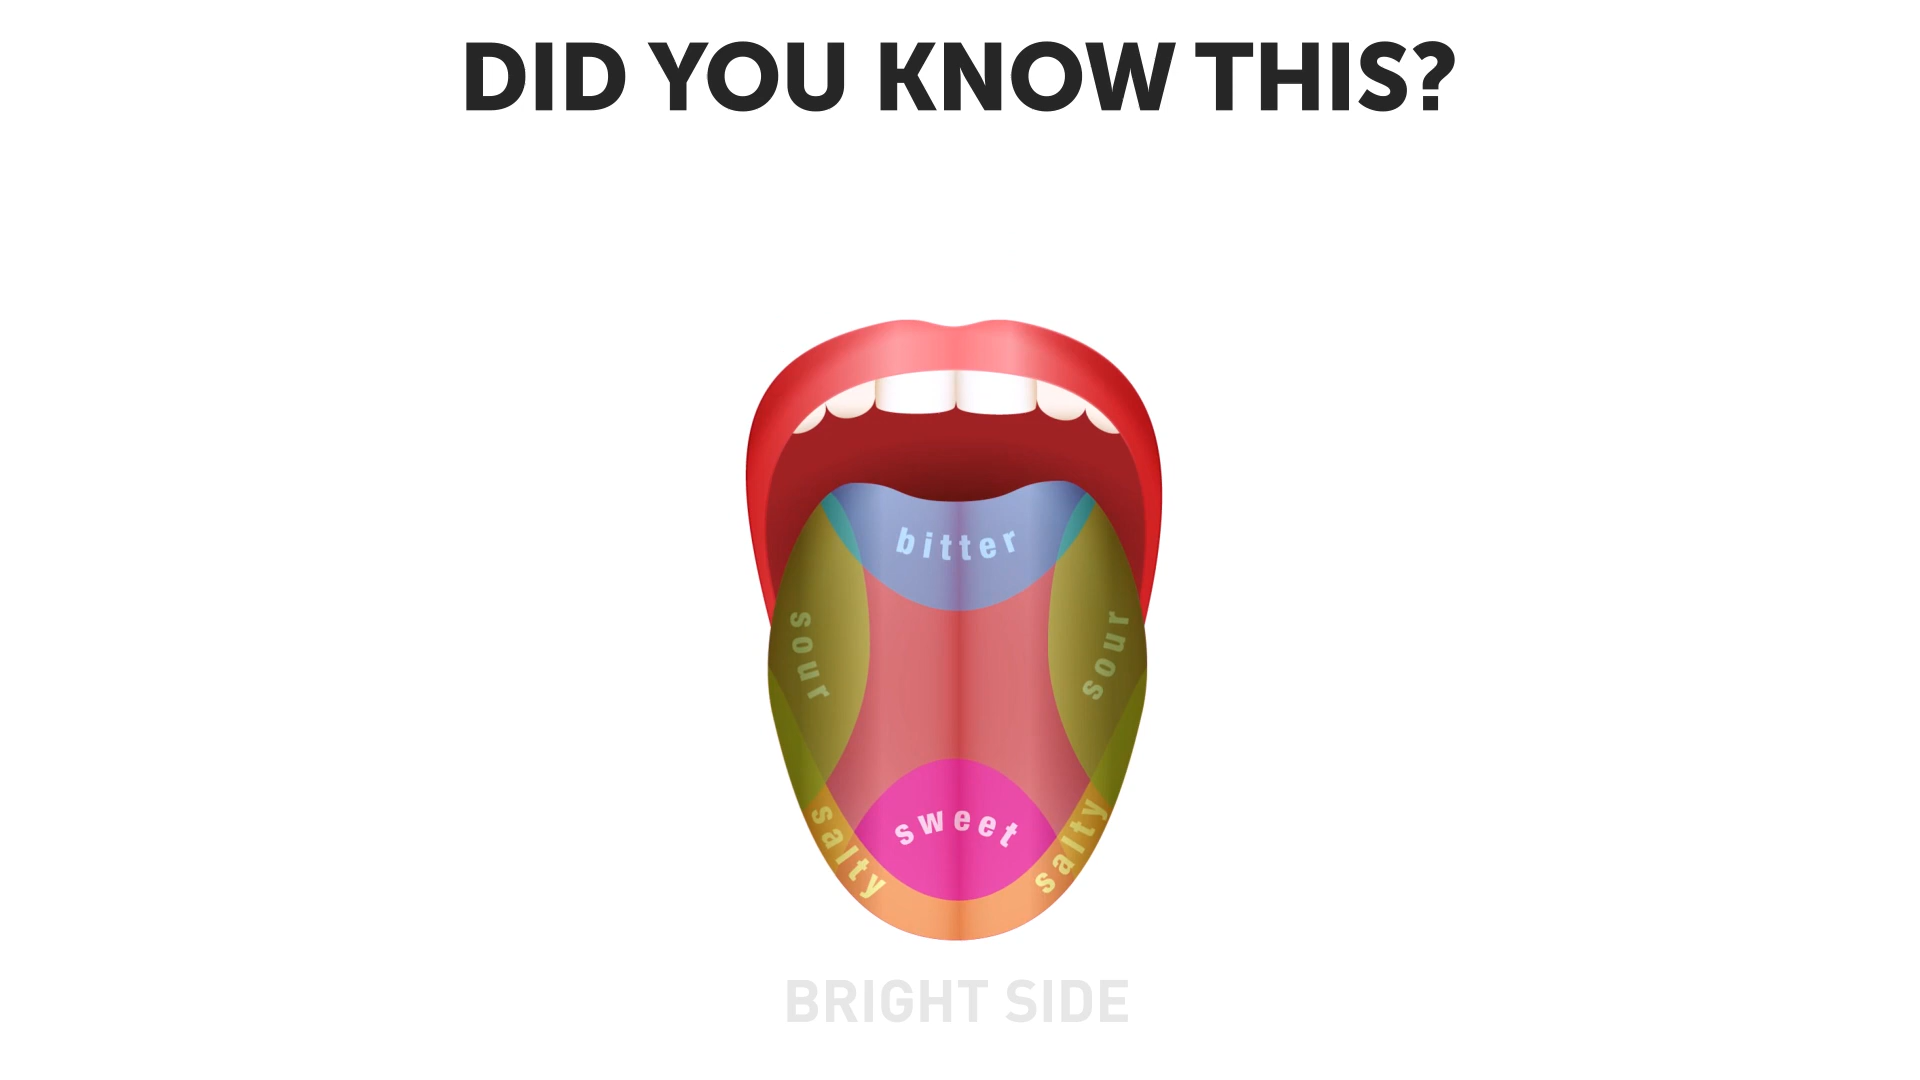 DID YOU KNOW THIS?
bitter
sour
sour
sweet
salty
salty
BRIGHT SIDE